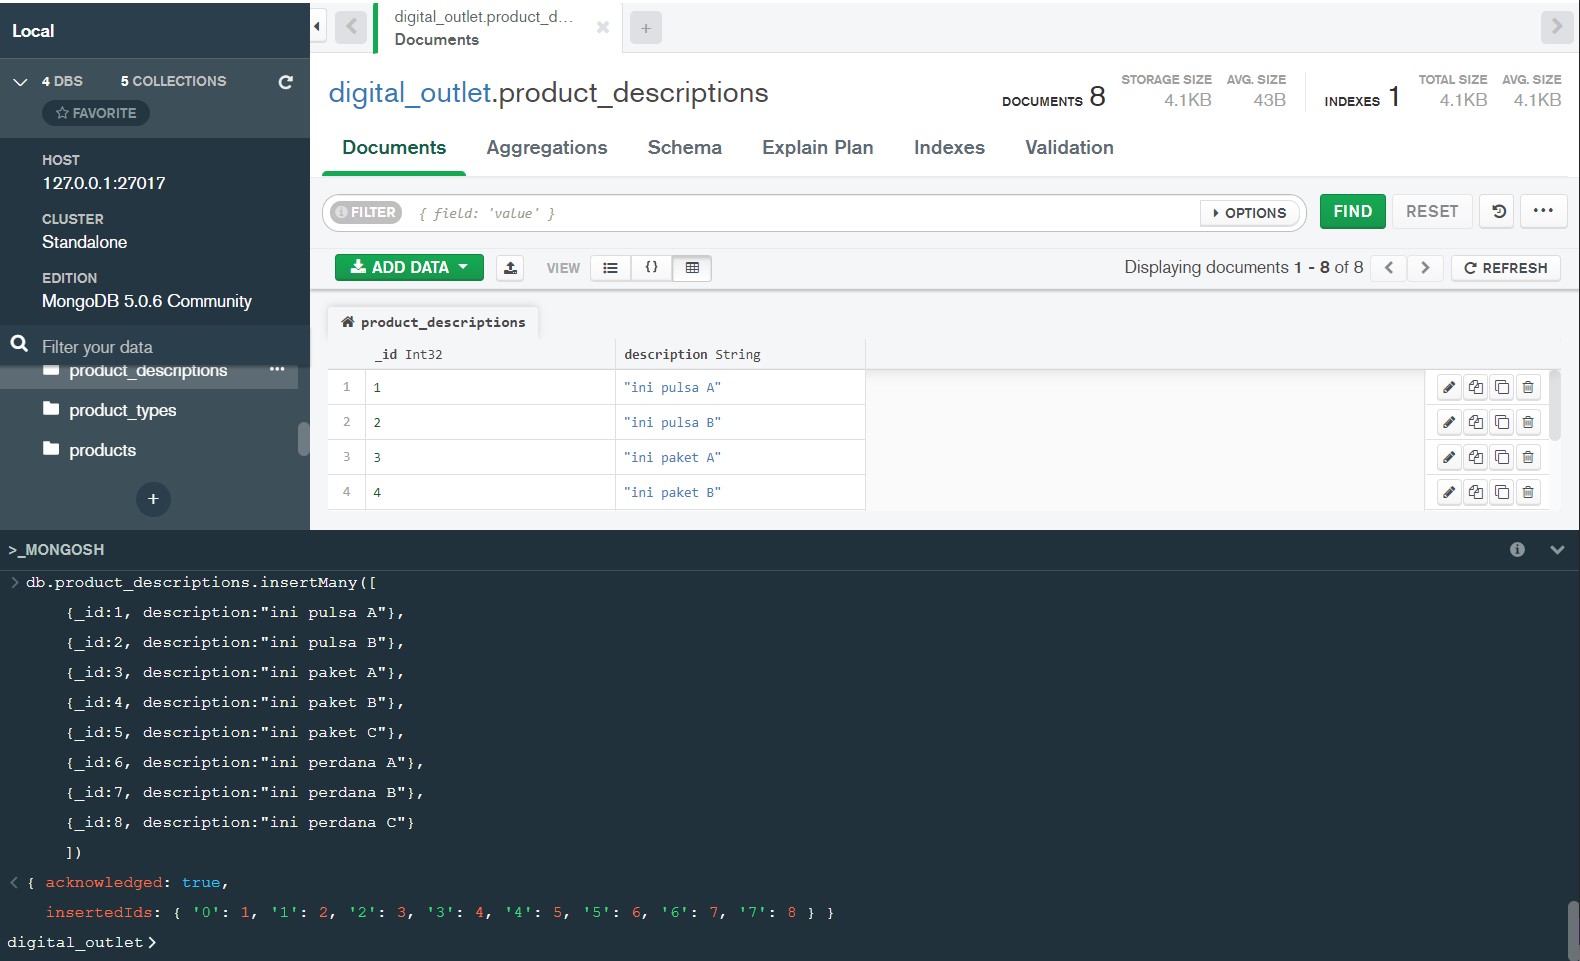 Local
4 DBS 5 COLLECTIONS
FAVORITE
HOST
127.0.0.1:27017
CLUSTER
Standalone
EDITION
MongoDB 5.0.6 Community
Filter your data
product_descriptions ...
product_types
products
+
digital_outlet.product_d...
Documents
+
digital_outlet.product_descriptions
DOCUMENTS 8
STORAGE SIZE
4.1KB
AVG. SIZE
43B
INDEXES 1
TOTAL SIZE
4.1KB
AVG. SIZE
4.1KB
Documents Aggregations Schema Explain Plan Indexes Validation
FILTER { field: 'value' } OPTIONS FIND RESET ...
ADD DATA VIEW {} Displaying documents 1 - 8 of 8 REFRESH
product_descriptions
_id Int32 description String
1 1 "ini pulsa A"
2 2 "ini pulsa B"
3 3 "ini paket A"
4 4 "ini paket B"
>_MONGOSH
> db.product_descriptions.insertMany([
{_id:1, description:"ini pulsa A"},
{_id:2, description:"ini pulsa B"},
{_id:3, description:"ini paket A"},
{_id:4, description:"ini paket B"},
{_id:5, description:"ini paket C"},
{_id:6, description:"ini perdana A"},
{_id:7, description:"ini perdana B"},
{_id:8, description:"ini perdana C"}
])
< { acknowledged: true,
insertedIds: { '0': 1, '1': 2, '2': 3, '3': 4, '4': 5, '5': 6, '6': 7, '7': 8 } }
digital_outlet>